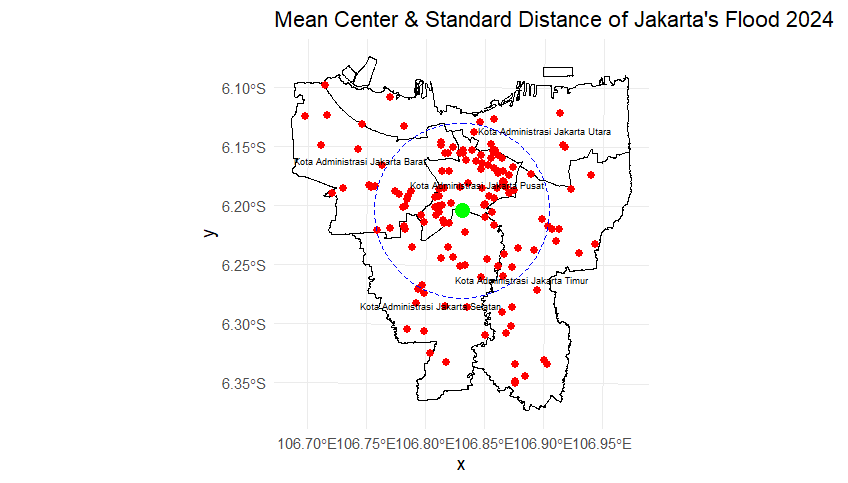 Mean Center & Standard Distance of Jakarta's Flood 2024
6.10°S
Kota Administrasi Jakarta Utara
6.15°S
Kota Administrasi Jakarta Barat
Kota Administrasi Jakarta Pusat
6.20°S
y
6.25°S
Kota Administrasi Jakarta Timur
Kota Administrasi Jakarta Selatan
6.30°S
6.35°S
106.70°E106.75°E106.80°E106.85°E106.90°E106.95°E
x